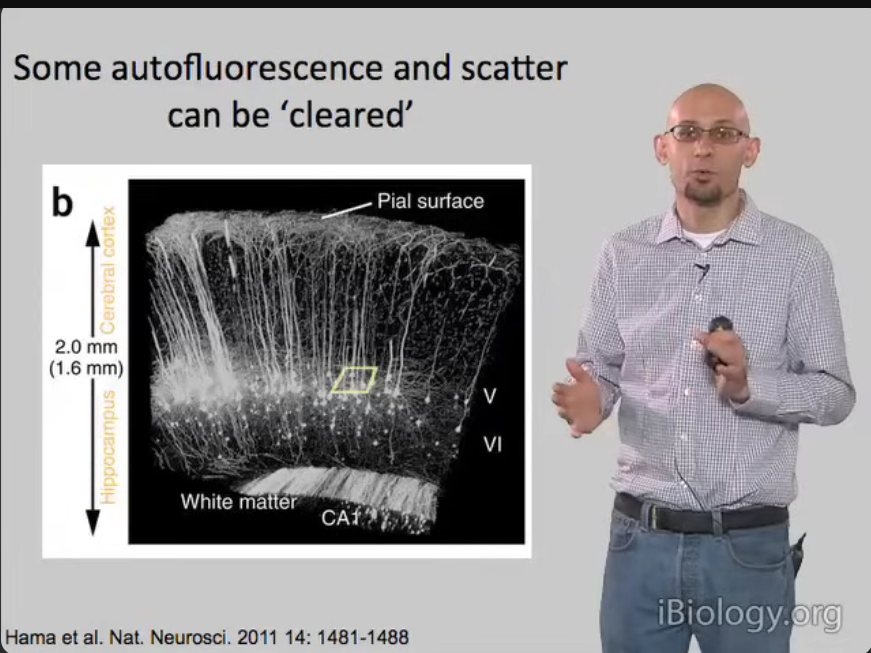 Some autofluorescence and scatter
can be ‘cleared’
b
Pial surface
Cerebral cortex
2.0 mm
(1.6 mm)
V
Hippocampus
VI
White matter
CA1
iBiology.org
Hama et al. Nat. Neurosci. 2011 14: 1481-1488